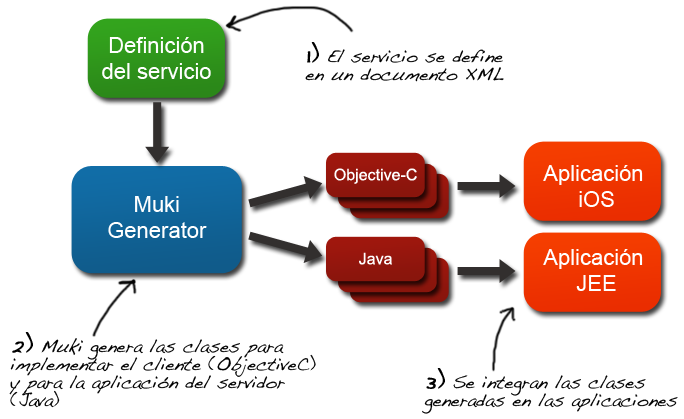 Definición
del servicio
1) El servicio se define
en un documento XML
Muki
Generator
Objective-C
Java
Aplicación
iOS
Aplicación
JEE
2) Muki genera las clases para
implementar el cliente (ObjectiveC)
y para la aplicación del servidor
(Java)
3) Se integran las clases
generadas en las aplicaciones